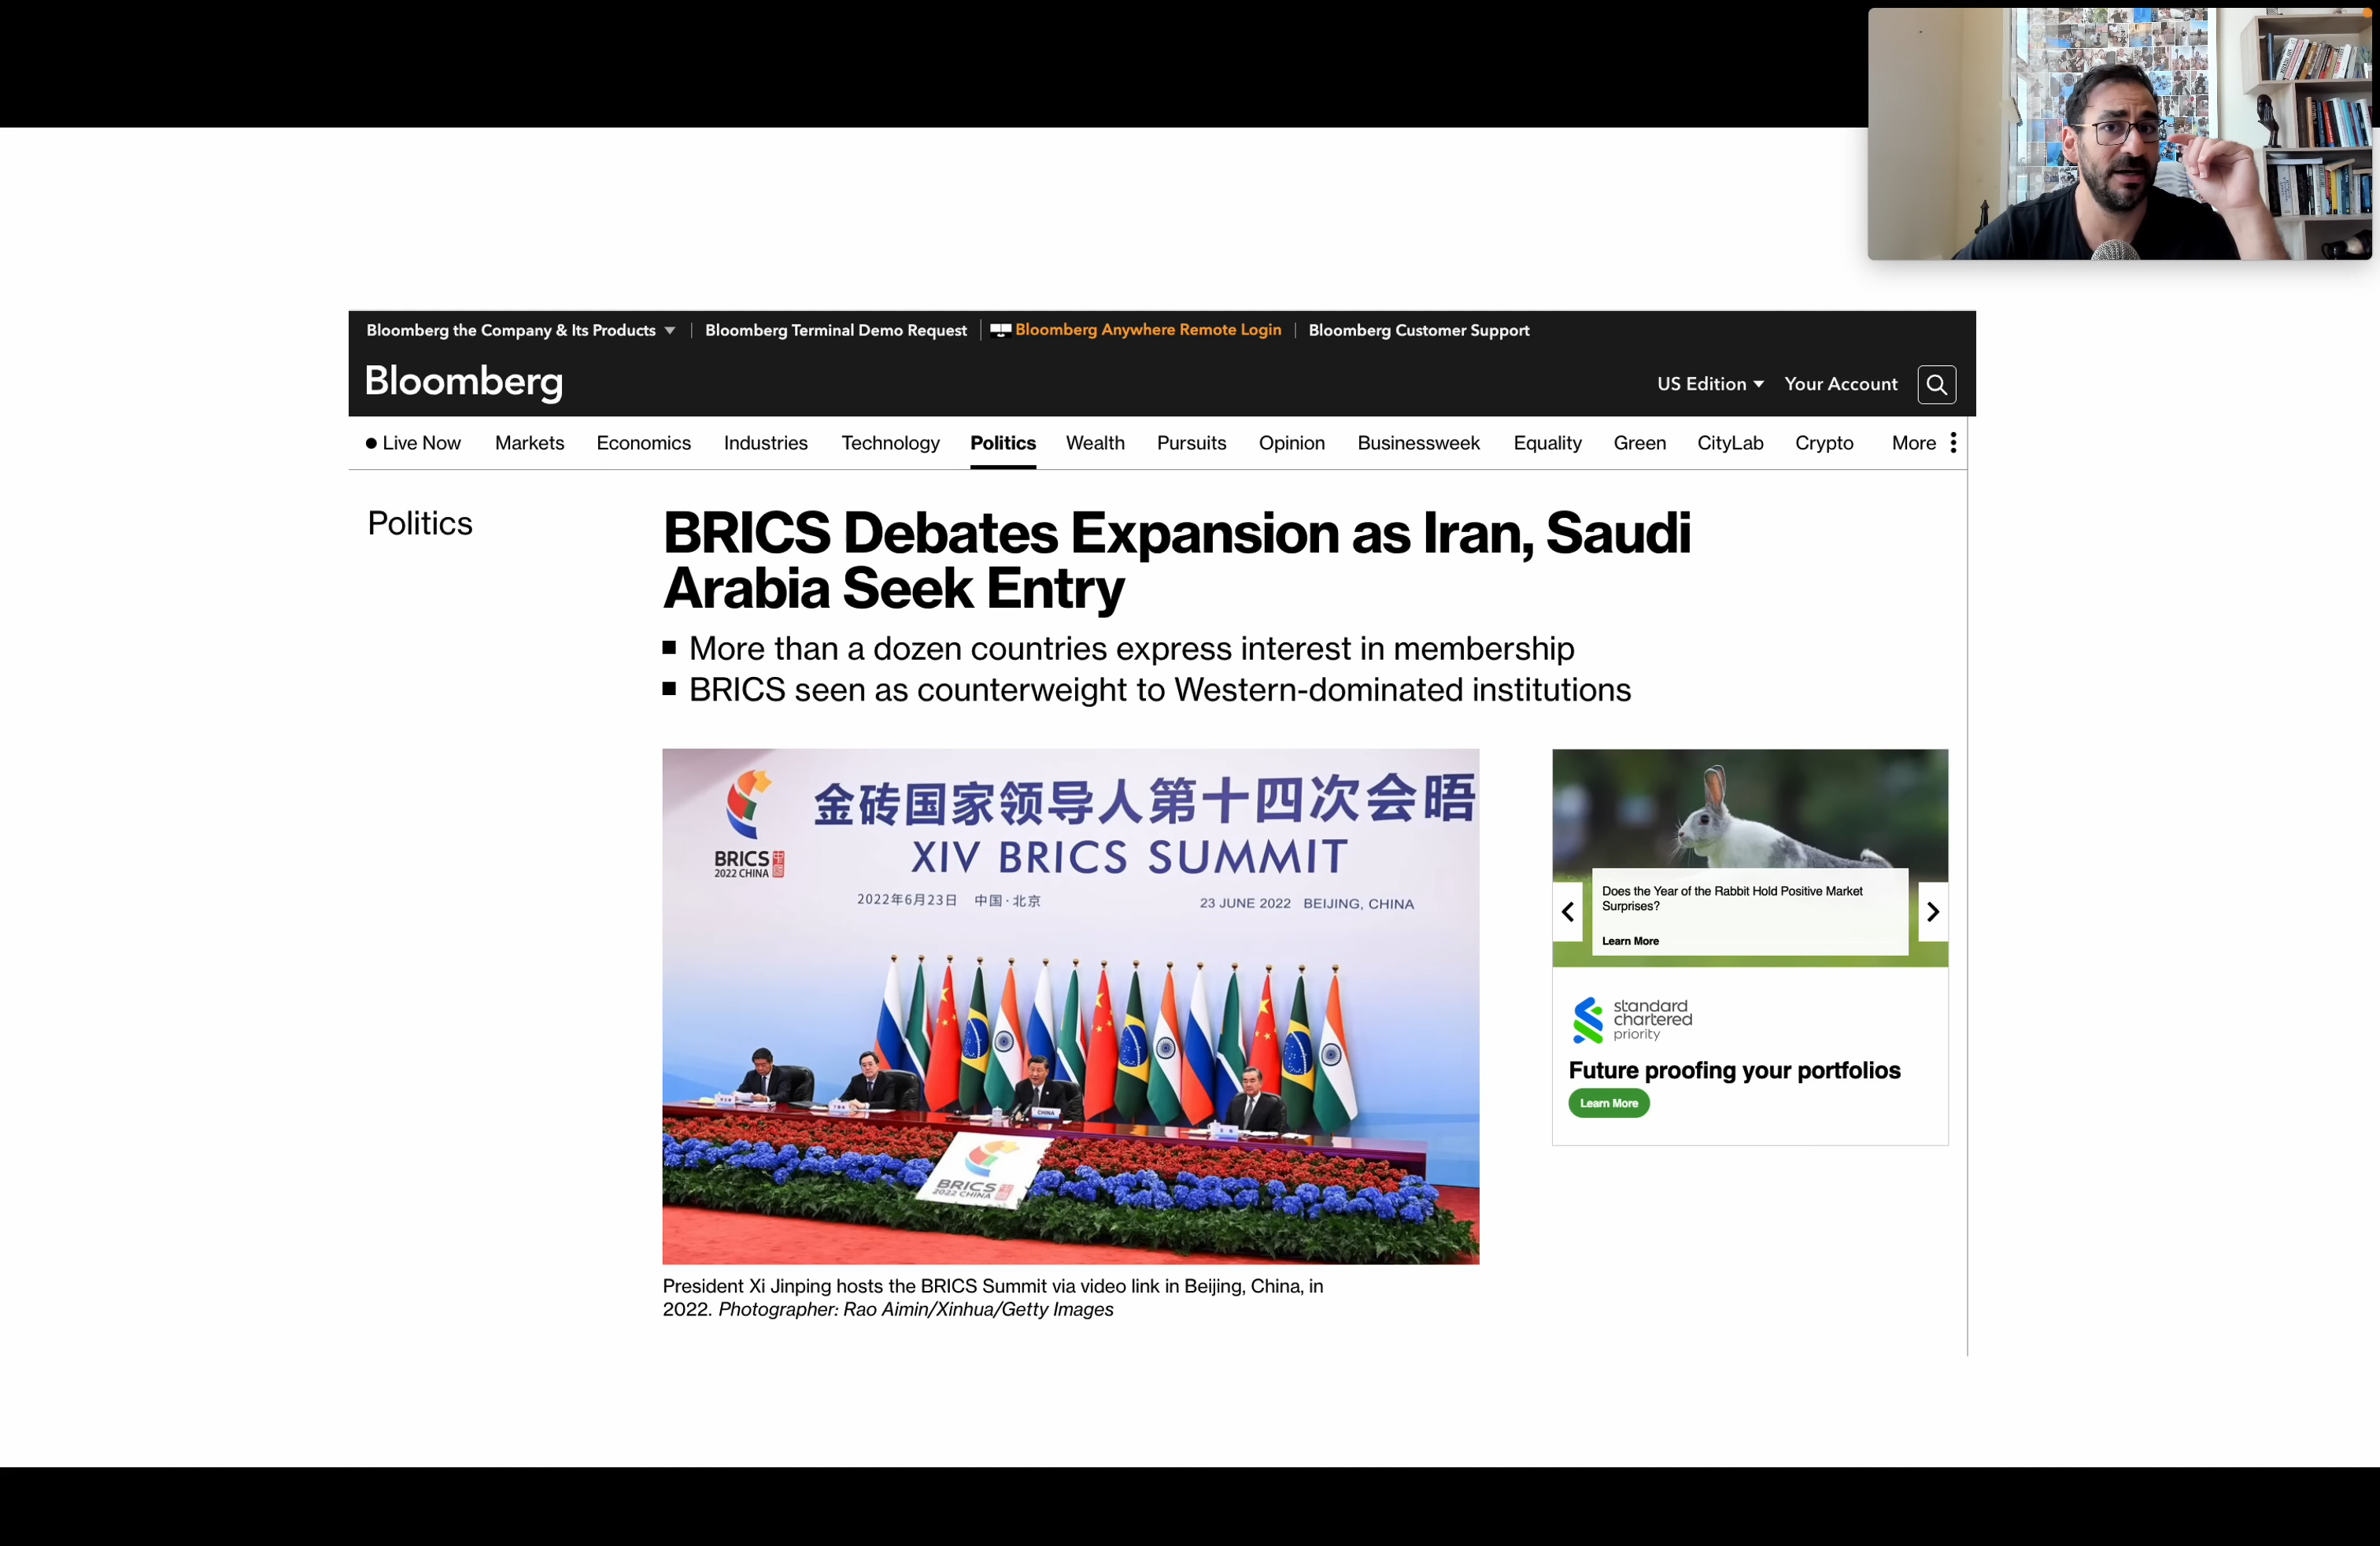 Bloomberg the Company & Its Products
Bloomberg Terminal Demo Request
Bloomberg Anywhere Remote Login
Bloomberg Customer Support
Bloomberg
US Edition
Your Account
Live Now
Markets
Economics
Industries
Technology
Politics
Wealth
Pursuits
Opinion
Businessweek
Equality
Green
CityLab
Crypto
More
Politics
BRICS Debates Expansion as Iran, Saudi
Arabia Seek Entry
More than a dozen countries express interest in membership
BRICS seen as counterweight to Western-dominated institutions
金砖国家领导人第十四次会晤
XIV BRICS SUMMIT
BRICS
2022 CHINA
2022年6月23日 中国·北京
23 JUNE 2022 BEIJING, CHINA
CHINA
BRICS
2022 CHINA
President Xi Jinping hosts the BRICS Summit via video link in Beijing, China, in
2022. Photographer: Rao Aimin/Xinhua/Getty Images
Does the Year of the Rabbit Hold Positive Market
Surprises?
Learn More
standard
chartered
priority
Future proofing your portfolios
Learn More